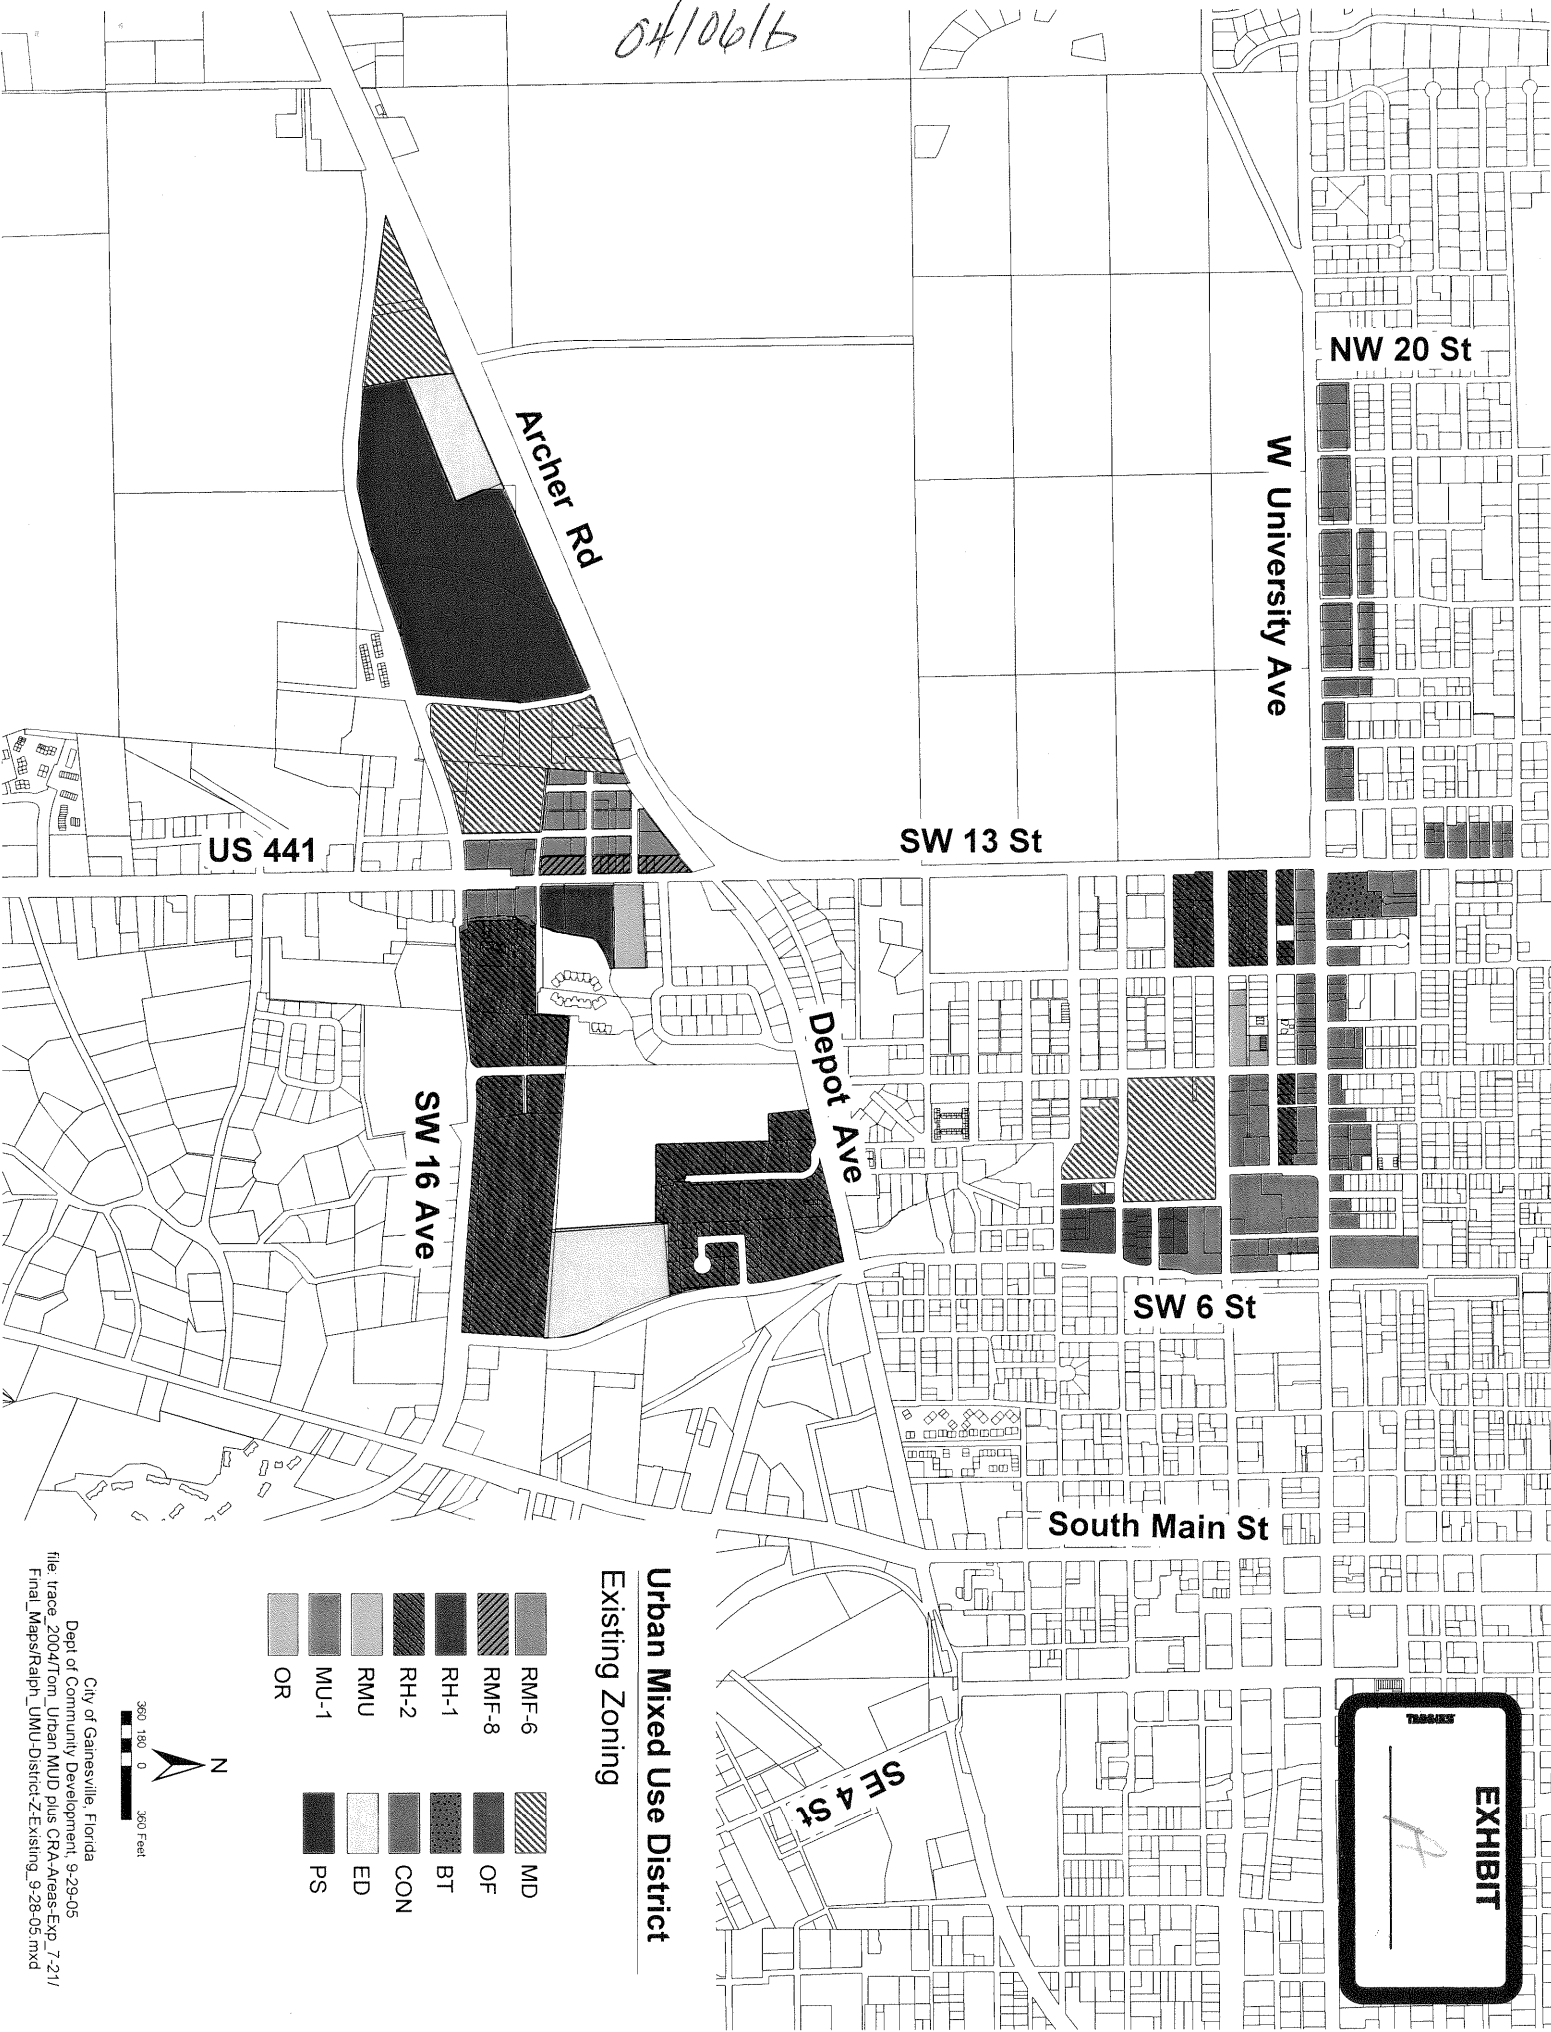 04/06/6
NW 20 St
W University Ave
Archer Rd
US 441
SW 13 St
Depot Ave
SW 16 Ave
SW 6 St
South Main St
SE 4 St
EXHIBIT
A
Urban Mixed Use District
Existing Zoning
RMF-6
RMF-8
RH-1
RH-2
RMU
MU-1
OR
MD
OF
BT
CON
ED
PS
N
360 180 0 360 Feet
City of Gainesville, Florida
Dept of Community Development, 9-29-05
file: trace_2004/Tom_Urban MUD plus CRA-Areas-Exp_7-21/
Final_Maps/Ralph_UMU-District-Z-Existing_9-28-05.mxd